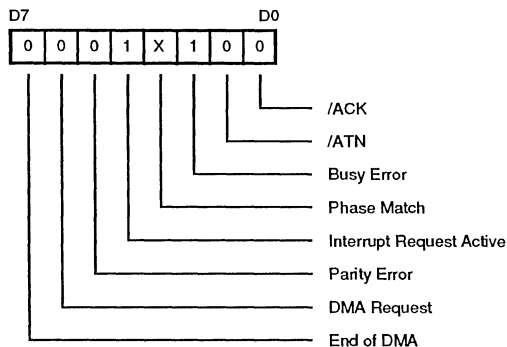 D7 D0
0 0 0 1 X 1 0 0
/ACK
/ATN
Busy Error
Phase Match
Interrupt Request Active
Parity Error
DMA Request
End of DMA